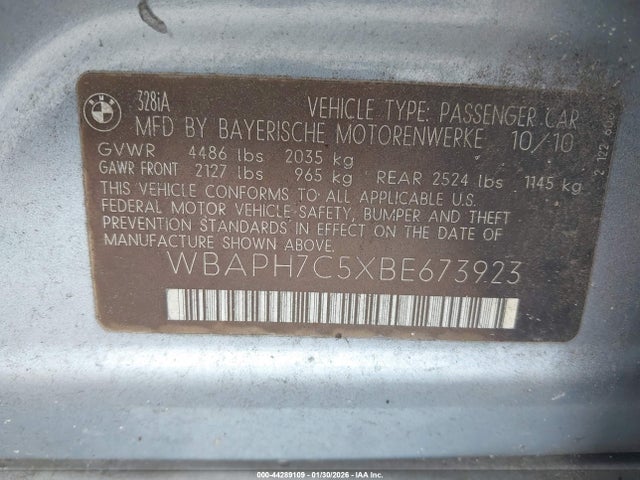 BMW
328iA
VEHICLE TYPE: PASSENGER CAR
MFD BY BAYERISCHE MOTORENWERKE 10/10
GVWR 4486 lbs 2035 kg
GAWR FRONT 2127 lbs 965 kg REAR 2524 lbs 1145 kg
THIS VEHICLE CONFORMS TO ALL APPLICABLE U.S.
FEDERAL MOTOR VEHICLE SAFETY, BUMPER AND THEFT
PREVENTION STANDARDS IN EFFECT ON THE DATE
OF MANUFACTURE SHOWN ABOVE.
WBAPH7C5XBE673923
2 122
000-44289109 - 01/30/2026 - IAA Inc.